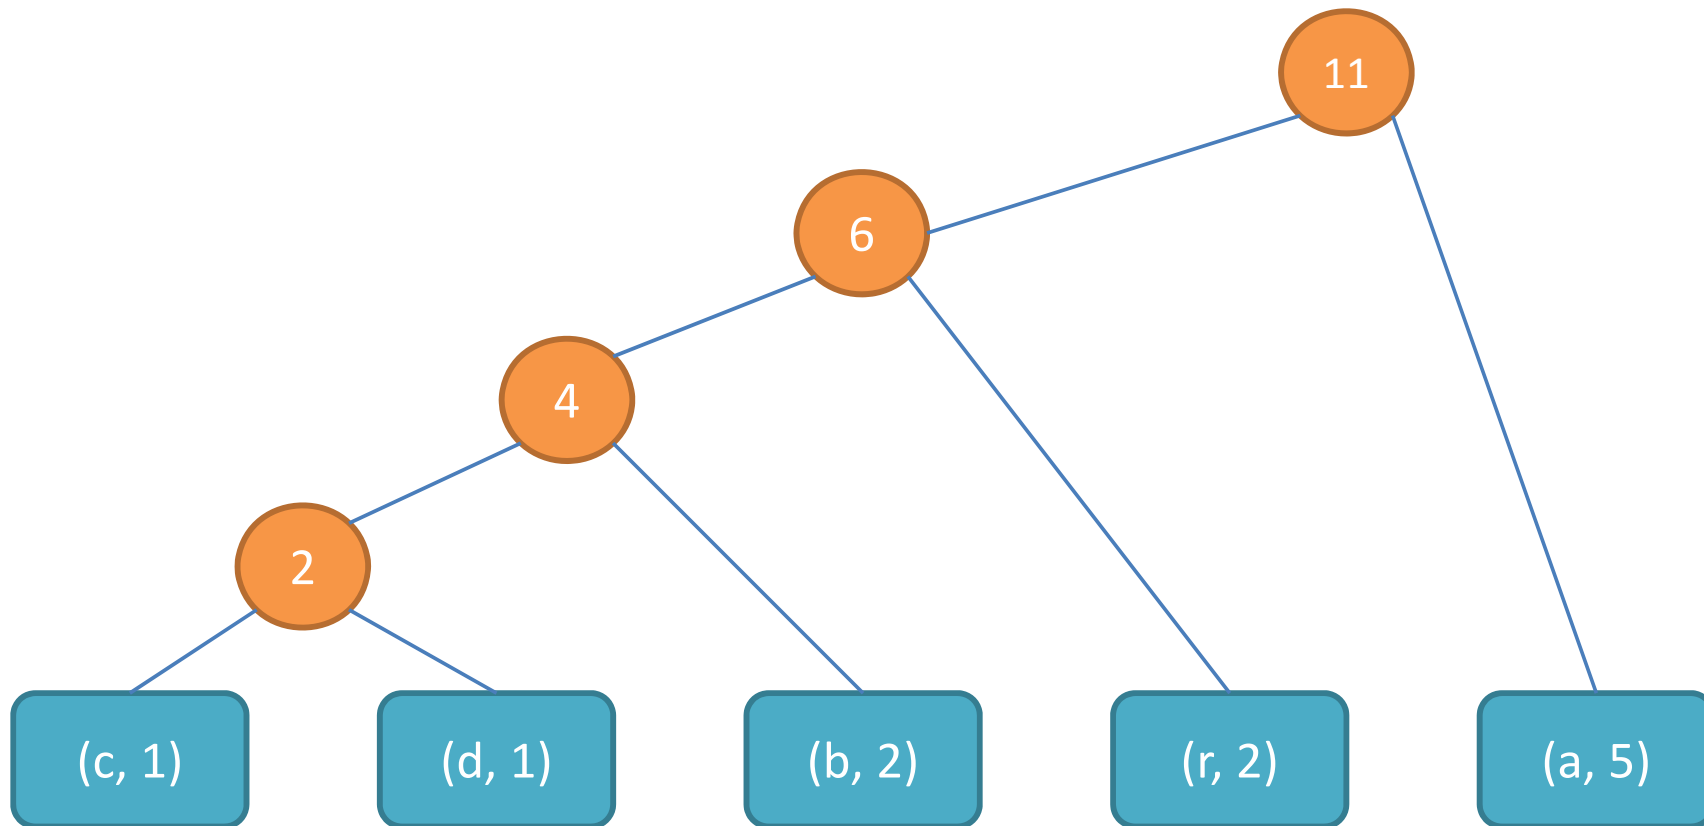 11
6
4
2
(c, 1)
(d, 1)
(b, 2)
(r, 2)
(a, 5)